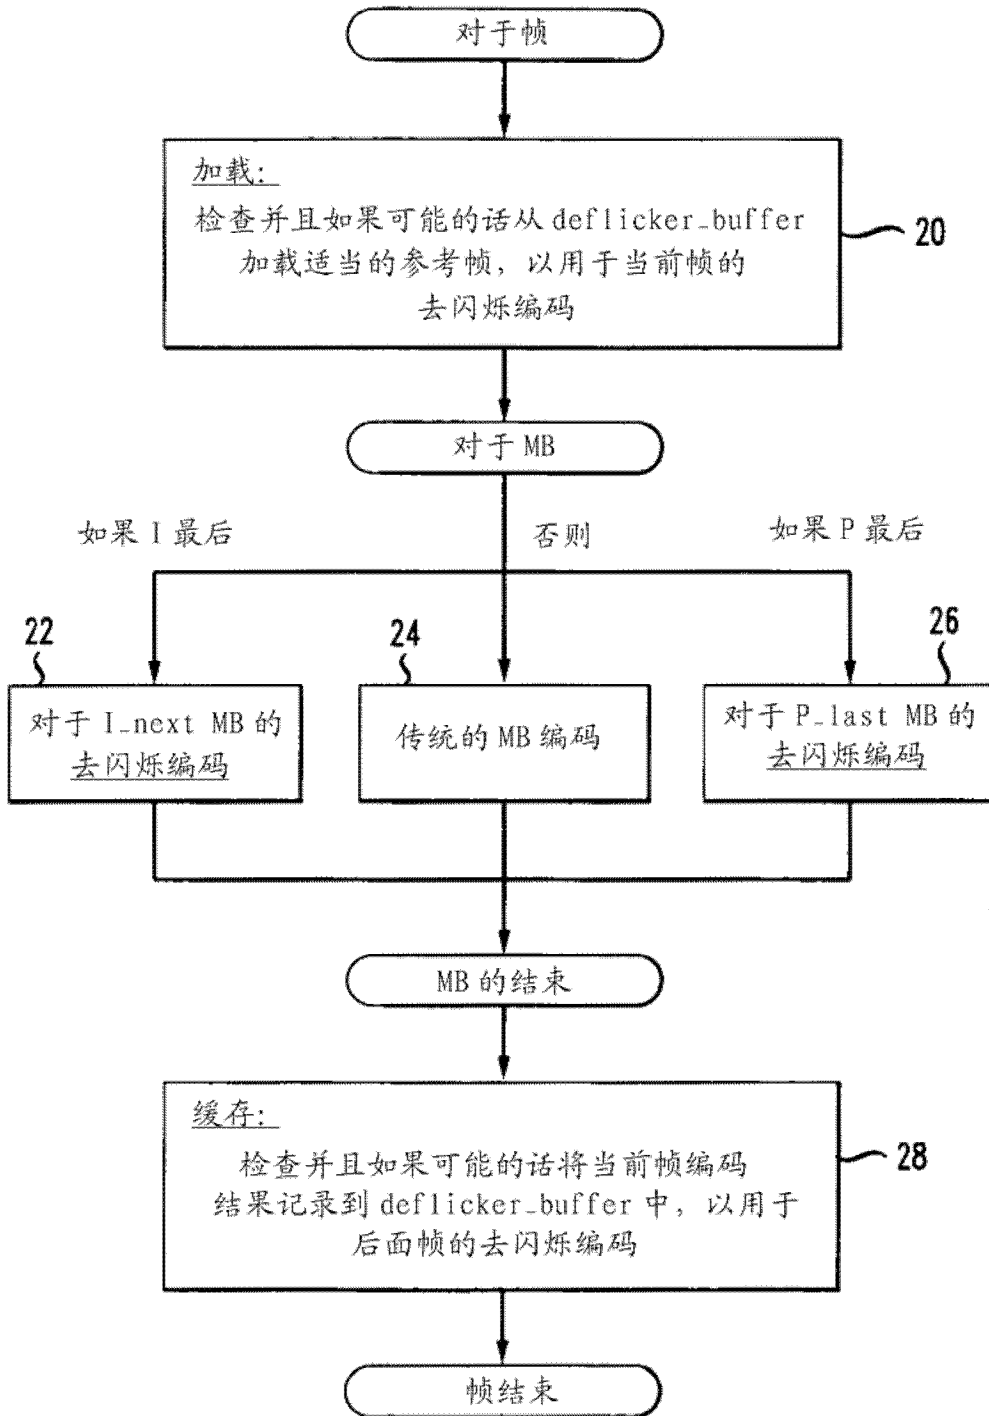 对于帧
加载:
检查并且如果可能的话从 deflicker_buffer
加载适当的参考帧, 以用于当前帧的
去闪烁编码
20
对于 MB
如果 I 最后
否则
如果 P 最后
22
24
26
对于 I_next MB 的
去闪烁编码
传统的 MB 编码
对于 P_last MB 的
去闪烁编码
MB 的结束
缓存:
检查并且如果可能的话将当前帧编码
结果记录到 deflicker_buffer 中, 以用于
后面帧的去闪烁编码
28
帧结束